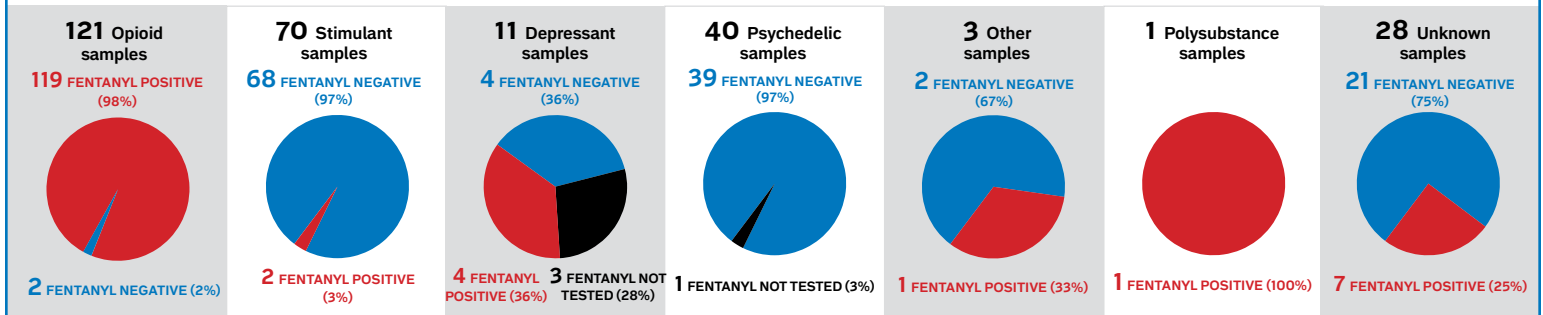 121 Opioid
samples
119 FENTANYL POSITIVE
(98%)
2 FENTANYL NEGATIVE (2%)
70 Stimulant
samples
68 FENTANYL NEGATIVE
(97%)
2 FENTANYL POSITIVE
(3%)
11 Depressant
samples
4 FENTANYL NEGATIVE
(36%)
4 FENTANYL
POSITIVE (36%)
3 FENTANYL NOT
TESTED (28%)
40 Psychedelic
samples
39 FENTANYL NEGATIVE
(97%)
1 FENTANYL NOT TESTED (3%)
3 Other
samples
2 FENTANYL NEGATIVE
(67%)
1 FENTANYL POSITIVE (33%)
1 Polysubstance
samples
1 FENTANYL POSITIVE (100%)
28 Unknown
samples
21 FENTANYL NEGATIVE
(75%)
7 FENTANYL POSITIVE (25%)